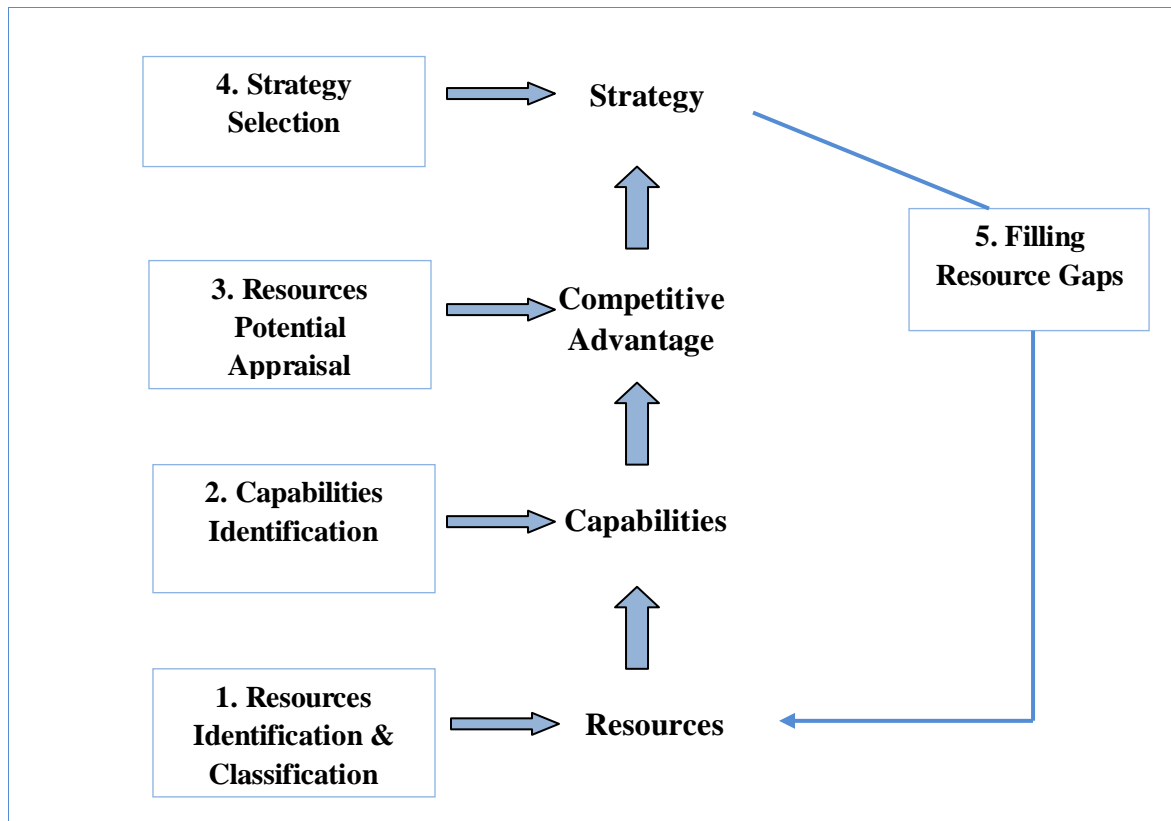 4. Strategy
Selection
Strategy
5. Filling
Resource Gaps
3. Resources
Potential
Appraisal
Competitive
Advantage
2. Capabilities
Identification
Capabilities
1. Resources
Identification &
Classification
Resources